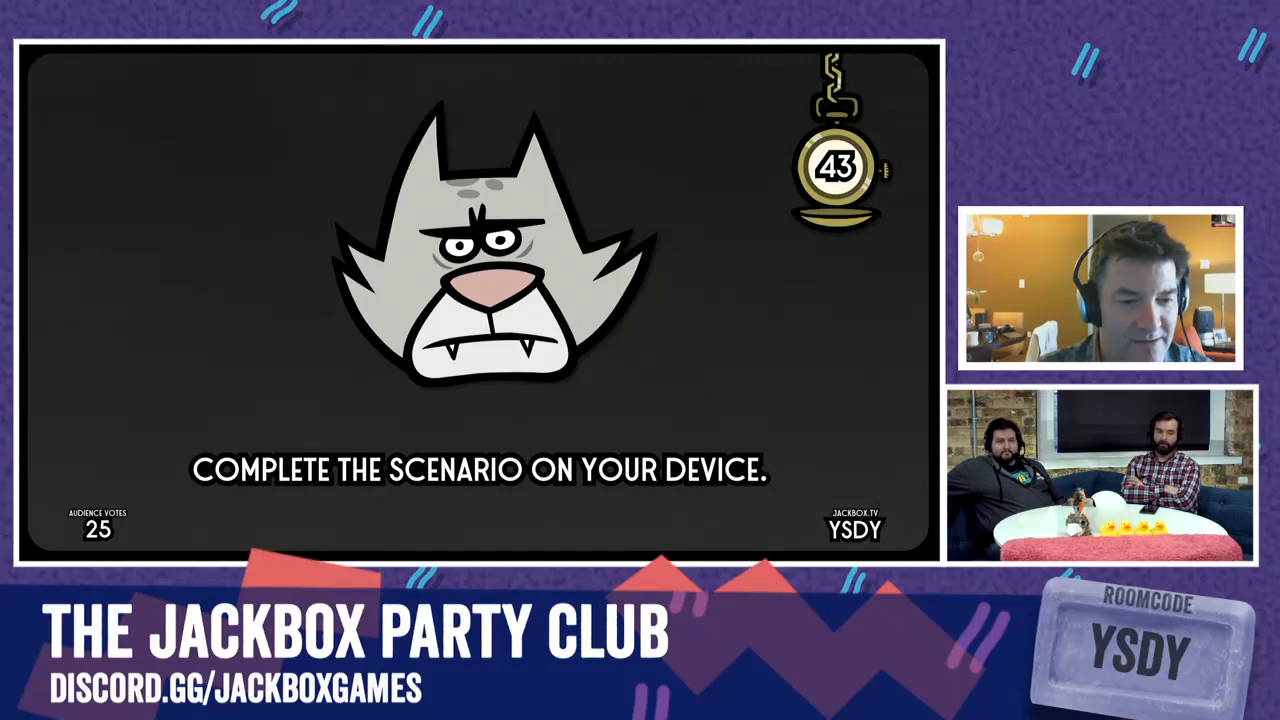 43
COMPLETE THE SCENARIO ON YOUR DEVICE.
AUDIENCE VOTES
25
JACKBOX.TV
YSDY
THE JACKBOX PARTY CLUB
DISCORD.GG/JACKBOXGAMES
ROOMCODE
YSDY